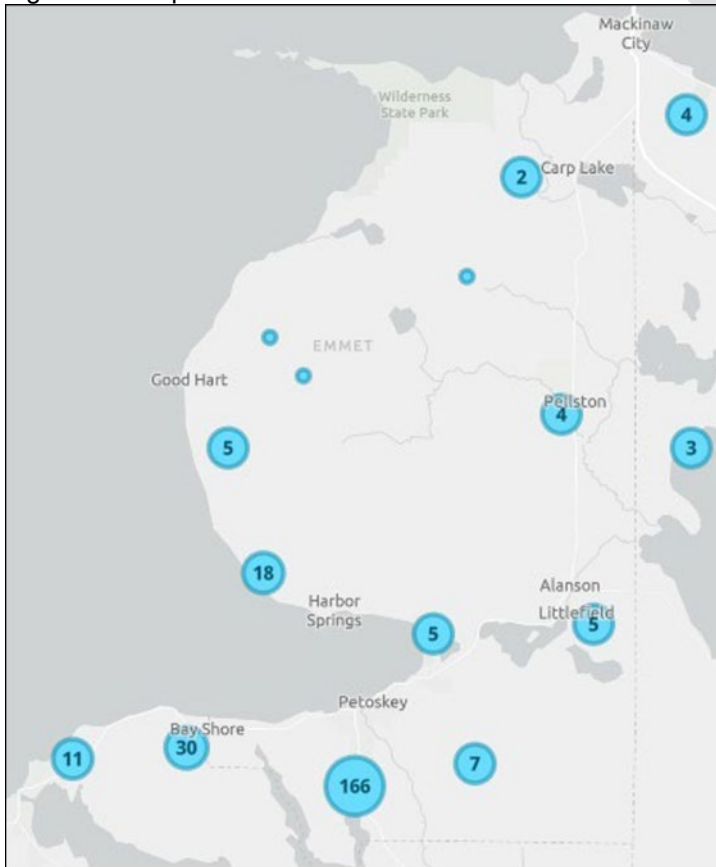 Mackinaw
City
Wilderness
State Park
4
2
Carp Lake
EMMET
Good Hart
Pellston
4
5
3
18
Alanson
Harbor
Springs
Littlefield
5
5
Petoskey
Bay Shore
30
11
7
166